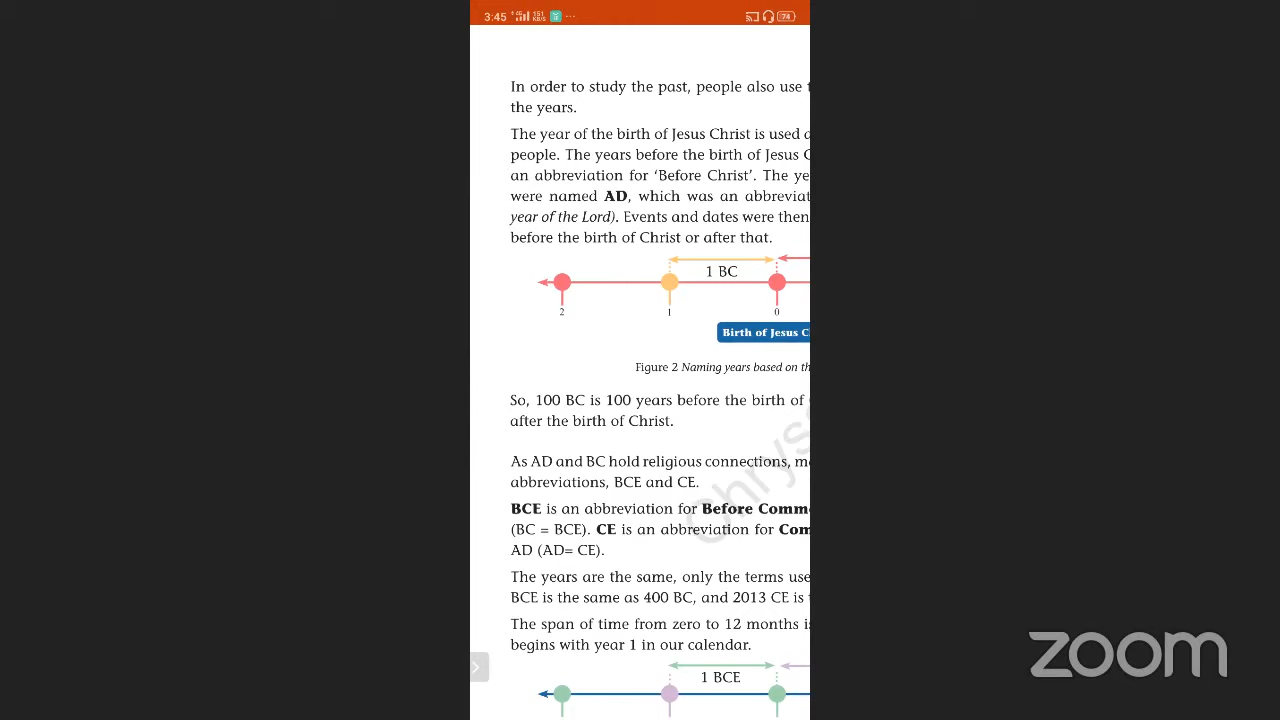 3:45 4G 151 KB/S ... 74
In order to study the past, people also use
the years.
The year of the birth of Jesus Christ is used
people. The years before the birth of Jesus
an abbreviation for ‘Before Christ’. The
were named AD, which was an
year of the Lord). Events and dates were then
before the birth of Christ or after that.
1 BC
2 1 0
Birth of Jesus
Figure 2 Naming years based on
So, 100 BC is 100 years before the birth of
after the birth of Christ.
As AD and BC hold religious connections,
abbreviations, BCE and CE.
BCE is an abbreviation for Before
(BC = BCE). CE is an abbreviation for
AD (AD= CE).
The years are the same, only the terms
BCE is the same as 400 BC, and 2013 CE is
The span of time from zero to 12 months
begins with year 1 in our calendar.
1 BCE
zoom